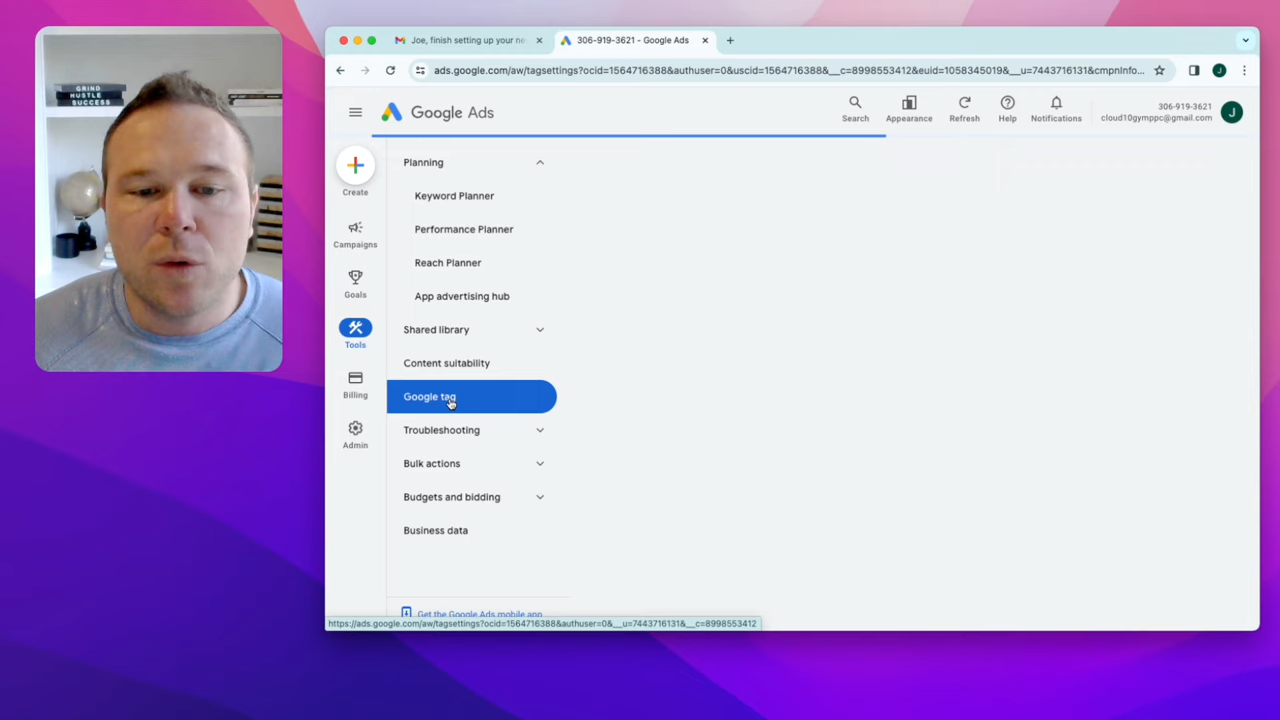 GRIND
HUSTLE
SUCCESS
Joe, finish setting up your ne
306-919-3621 - Google Ads
ads.google.com/aw/tagsettings?ocid=1564716388&authuser=0&uscid=1564716388&__c=8998553412&euid=1058345019&__u=7443716131&cmpnInfo...
Google Ads
Search
Appearance
Refresh
Help
Notifications
306-919-3621
cloud10gymppc@gmail.com
J
Create
Campaigns
Goals
Tools
Billing
Admin
Planning
Keyword Planner
Performance Planner
Reach Planner
App advertising hub
Shared library
Content suitability
Google tag
Troubleshooting
Bulk actions
Budgets and bidding
Business data
Get the Google Ads mobile app
https://ads.google.com/aw/tagsettings?ocid=1564716388&authuser=0&__u=7443716131&__c=8998553412